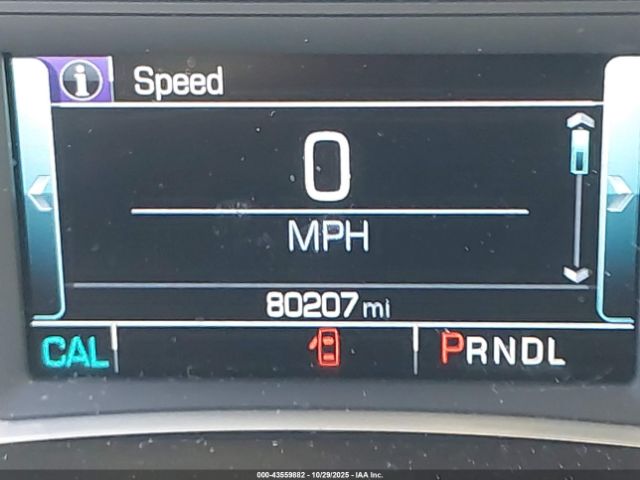 Speed
0
MPH
80207 mi
CAL PRNDL
000-43559882 - 10/29/2025 - IAA Inc.